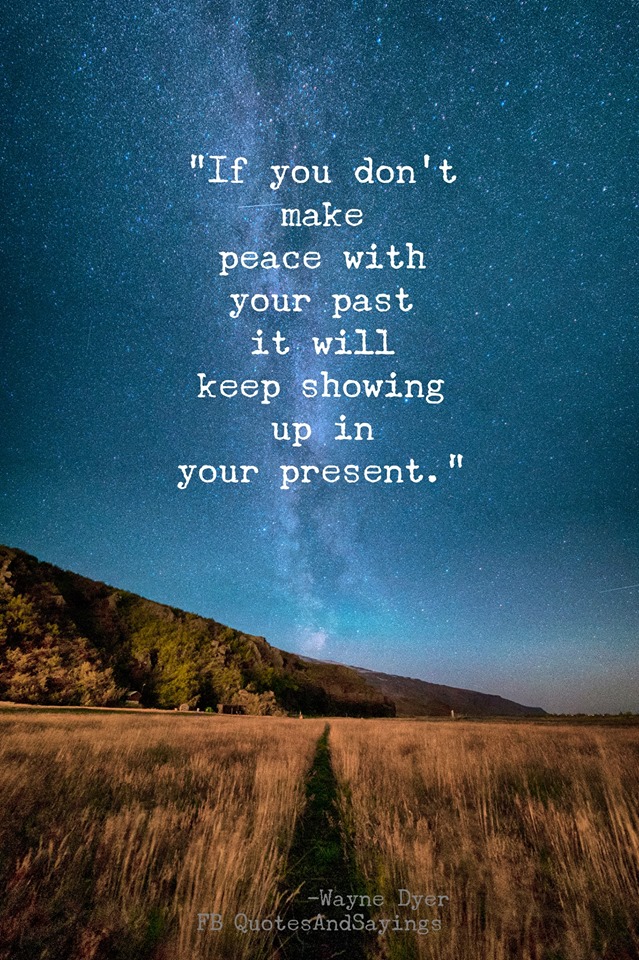 "If you don't
make
peace with
your past
it will
keep showing
up in
your present."
-Wayne Dyer
FB QuotesAndSayings